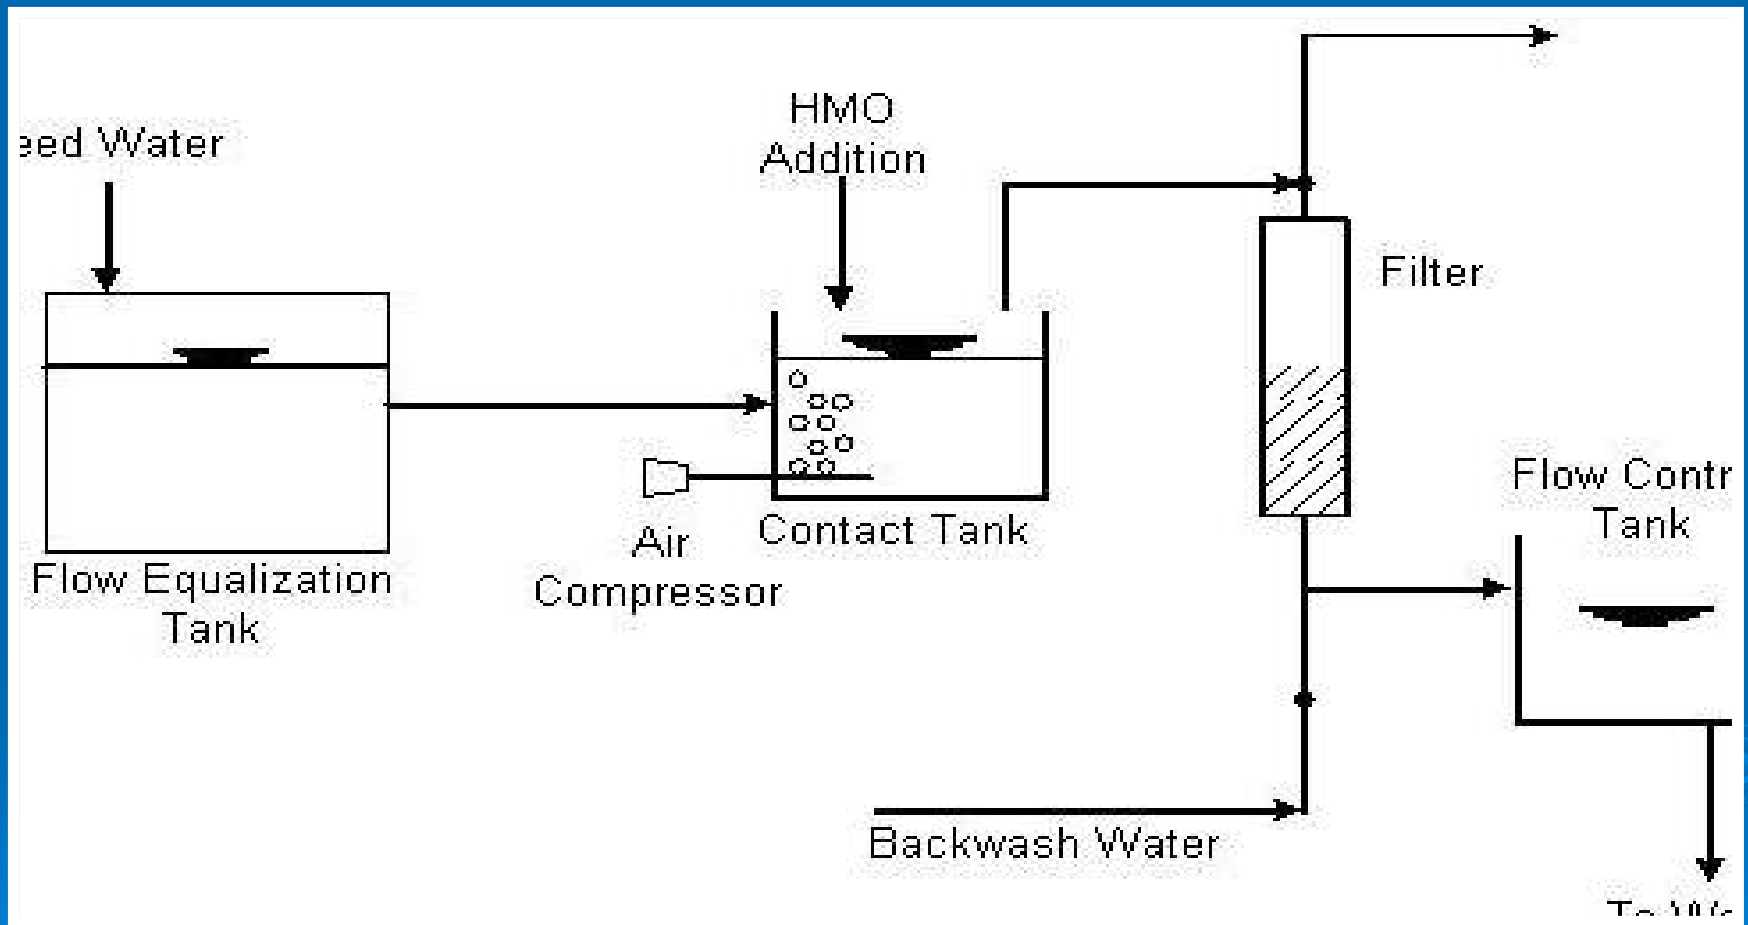 eed Water
HMO
Addition
Filter
Flow Contr
Tank
Contact Tank
Air
Compressor
Flow Equalization
Tank
Backwash Water